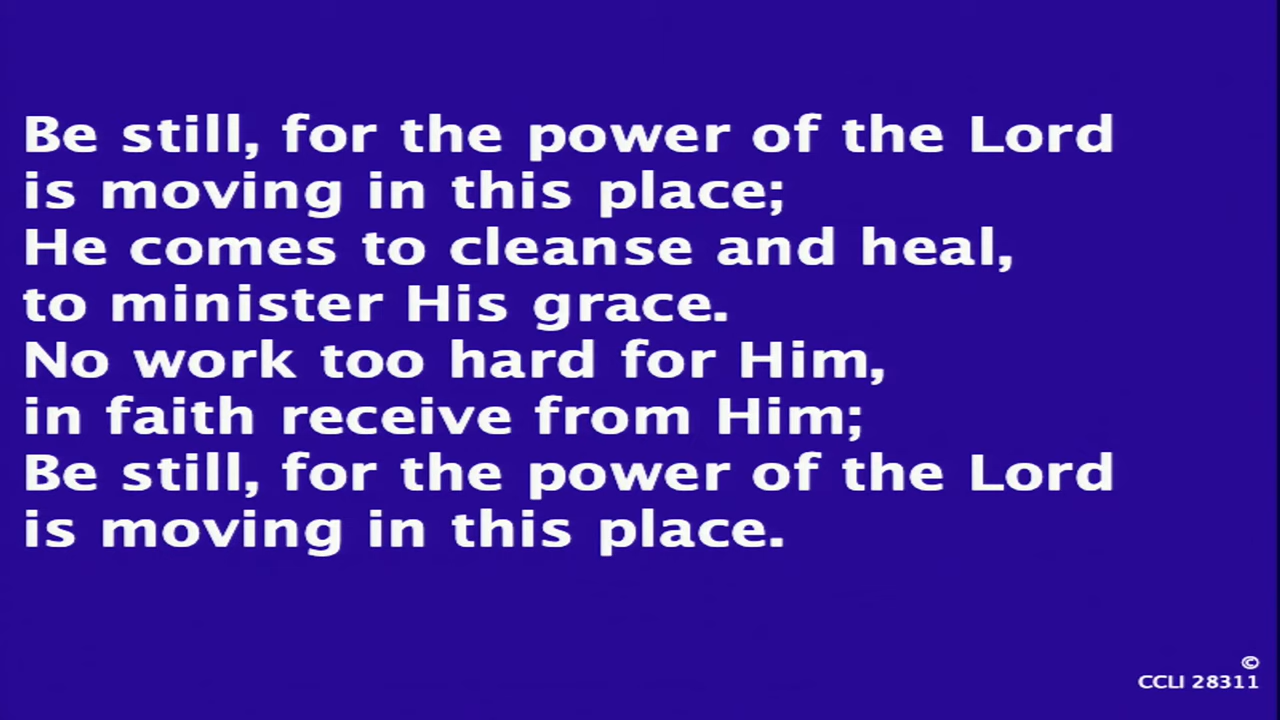 Be still, for the power of the Lord
is moving in this place;
He comes to cleanse and heal,
to minister His grace.
No work too hard for Him,
in faith receive from Him;
Be still, for the power of the Lord
is moving in this place.
©
CCLI 28311